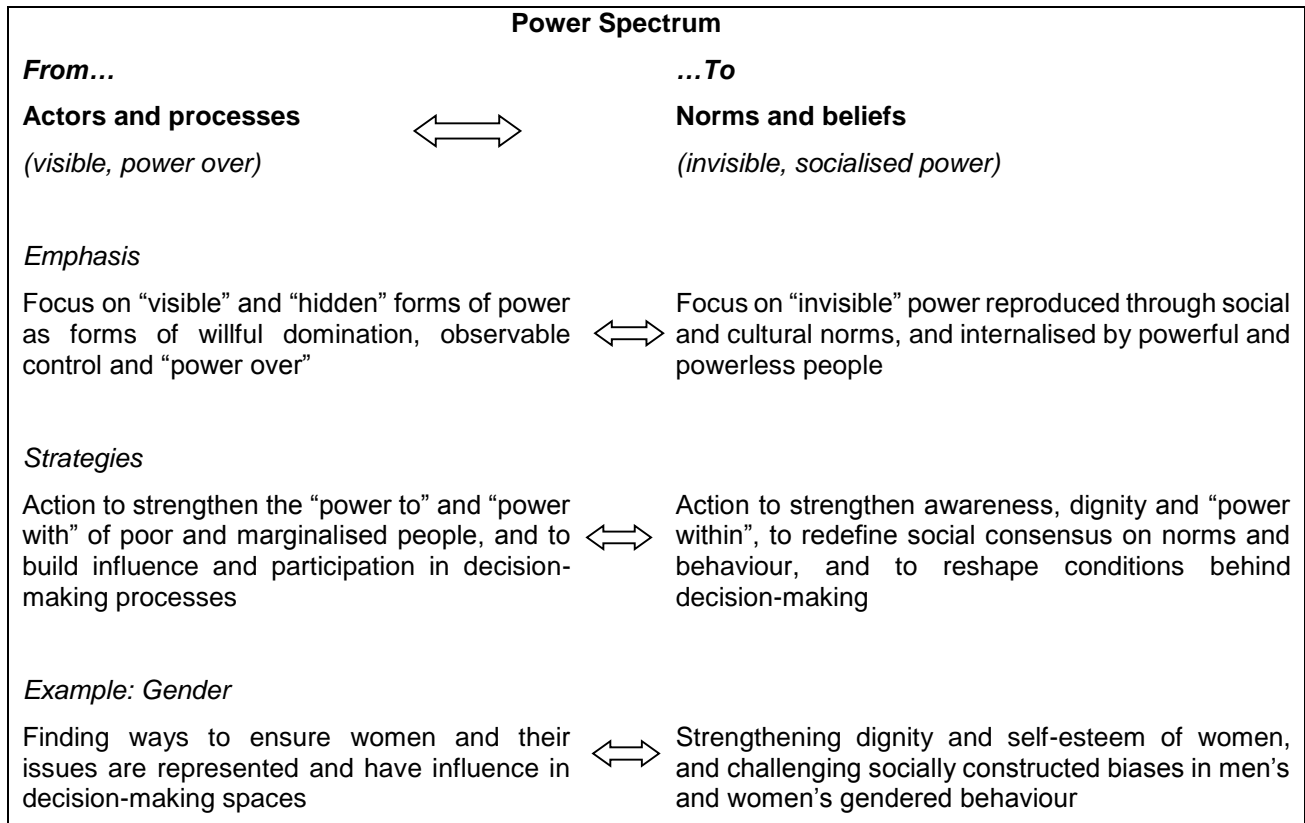 Power Spectrum
From…
…To
Actors and processes
Norms and beliefs
(visible, power over)
(invisible, socialised power)
Emphasis
Focus on “visible” and “hidden” forms of power
as forms of willful domination, observable
control and “power over”
Focus on “invisible” power reproduced through social
and cultural norms, and internalised by powerful and
powerless people
Strategies
Action to strengthen the “power to” and “power
with” of poor and marginalised people, and to
build influence and participation in decision-
making processes
Action to strengthen awareness, dignity and “power
within”, to redefine social consensus on norms and
behaviour, and to reshape conditions behind
decision-making
Example: Gender
Finding ways to ensure women and their
issues are represented and have influence in
decision-making spaces
Strengthening dignity and self-esteem of women,
and challenging socially constructed biases in men’s
and women’s gendered behaviour